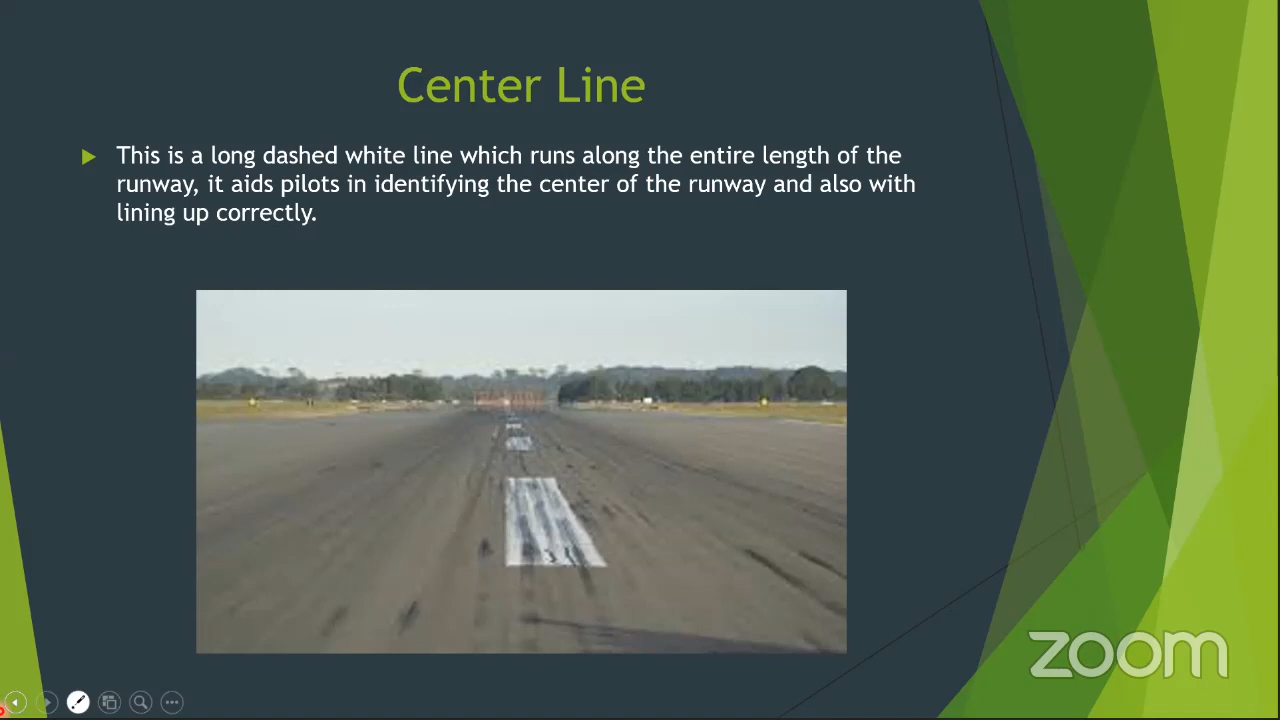 Center Line
This is a long dashed white line which runs along the entire length of the
runway, it aids pilots in identifying the center of the runway and also with
lining up correctly.
zoom